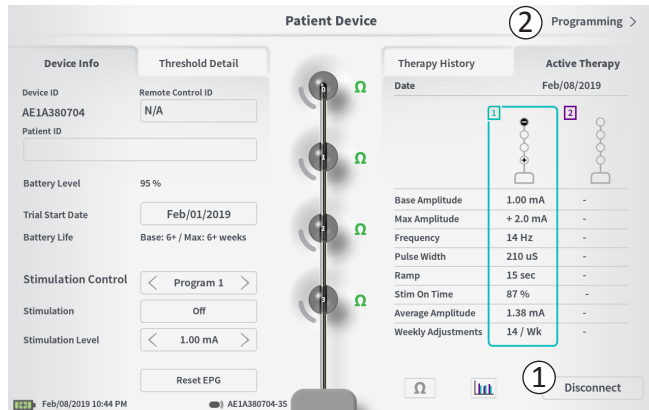 Patient Device
2 Programming >
Device Info
Threshold Detail
Device ID
Remote Control ID
AE1A380704
N/A
Patient ID
Battery Level 95 %
Trial Start Date Feb/01/2019
Battery Life Base: 6+ / Max: 6+ weeks
Stimulation Control < Program 1 >
Stimulation Off
Stimulation Level < 1.00 mA >
Reset EPG
Feb/08/2019 10:44 PM
AE1A380704-35
0 Ω
1 Ω
2 Ω
3 Ω
Therapy History
Active Therapy
Date Feb/08/2019
1 2
Base Amplitude 1.00 mA -
Max Amplitude + 2.0 mA -
Frequency 14 Hz -
Pulse Width 210 uS -
Ramp 15 sec -
Stim On Time 87 % -
Average Amplitude 1.38 mA -
Weekly Adjustments 14 / Wk -
Ω
1 Disconnect